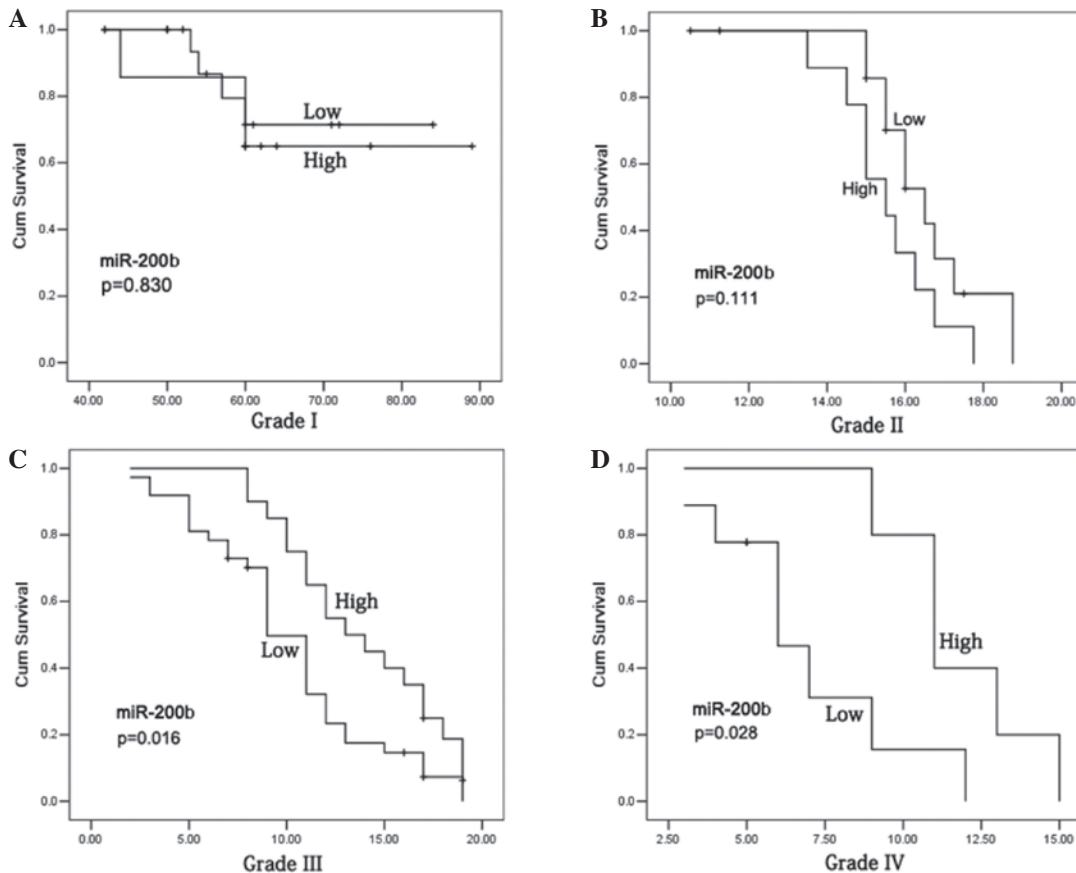 A
Cum Survival
1.0
0.8
0.6
0.4
0.2
0.0
Low
High
miR-200b
p=0.830
40.00 50.00 60.00 70.00 80.00 90.00
Grade I
B
Cum Survival
1.0
0.8
0.6
0.4
0.2
0.0
Low
High
miR-200b
p=0.111
10.00 12.00 14.00 16.00 18.00 20.00
Grade II
C
Cum Survival
1.0
0.8
0.6
0.4
0.2
0.0
High
Low
miR-200b
p=0.016
0.00 5.00 10.00 15.00 20.00
Grade III
D
Cum Survival
1.0
0.8
0.6
0.4
0.2
0.0
High
Low
miR-200b
p=0.028
2.50 5.00 7.50 10.00 12.50 15.00
Grade IV